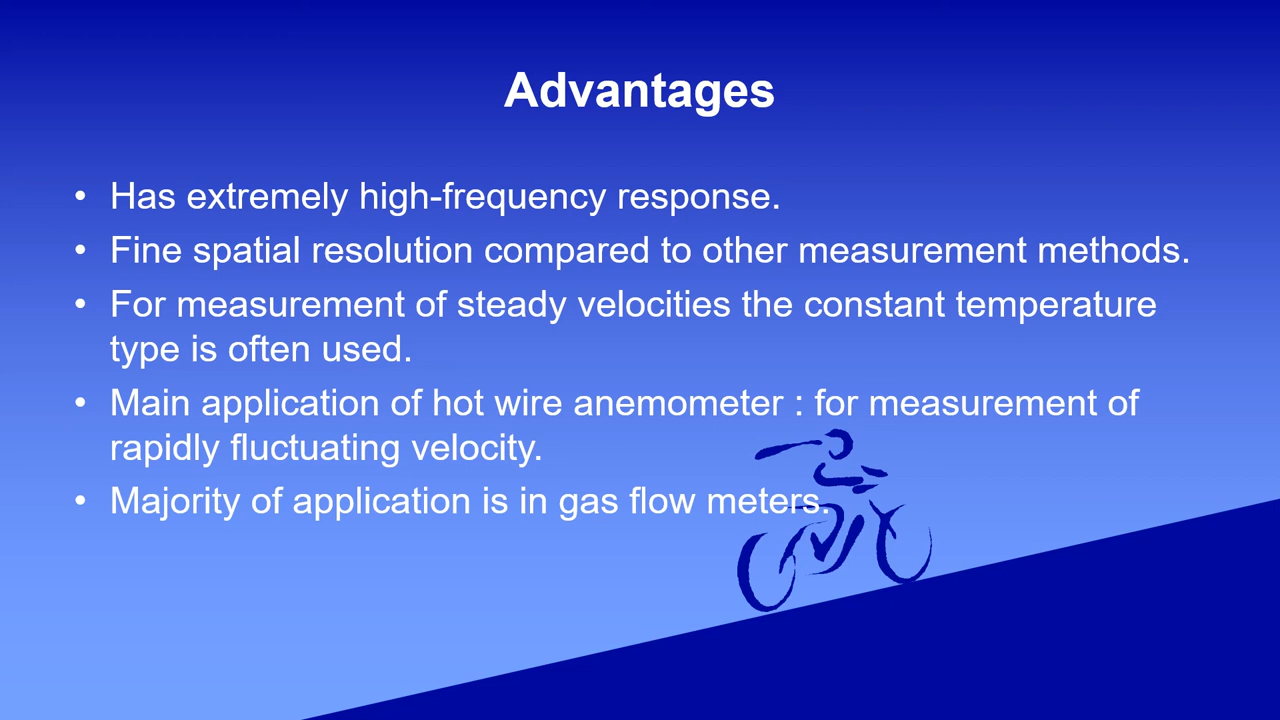 Advantages
• Has extremely high-frequency response.
• Fine spatial resolution compared to other measurement methods.
• For measurement of steady velocities the constant temperature
type is often used.
• Main application of hot wire anemometer : for measurement of
rapidly fluctuating velocity.
• Majority of application is in gas flow meters.